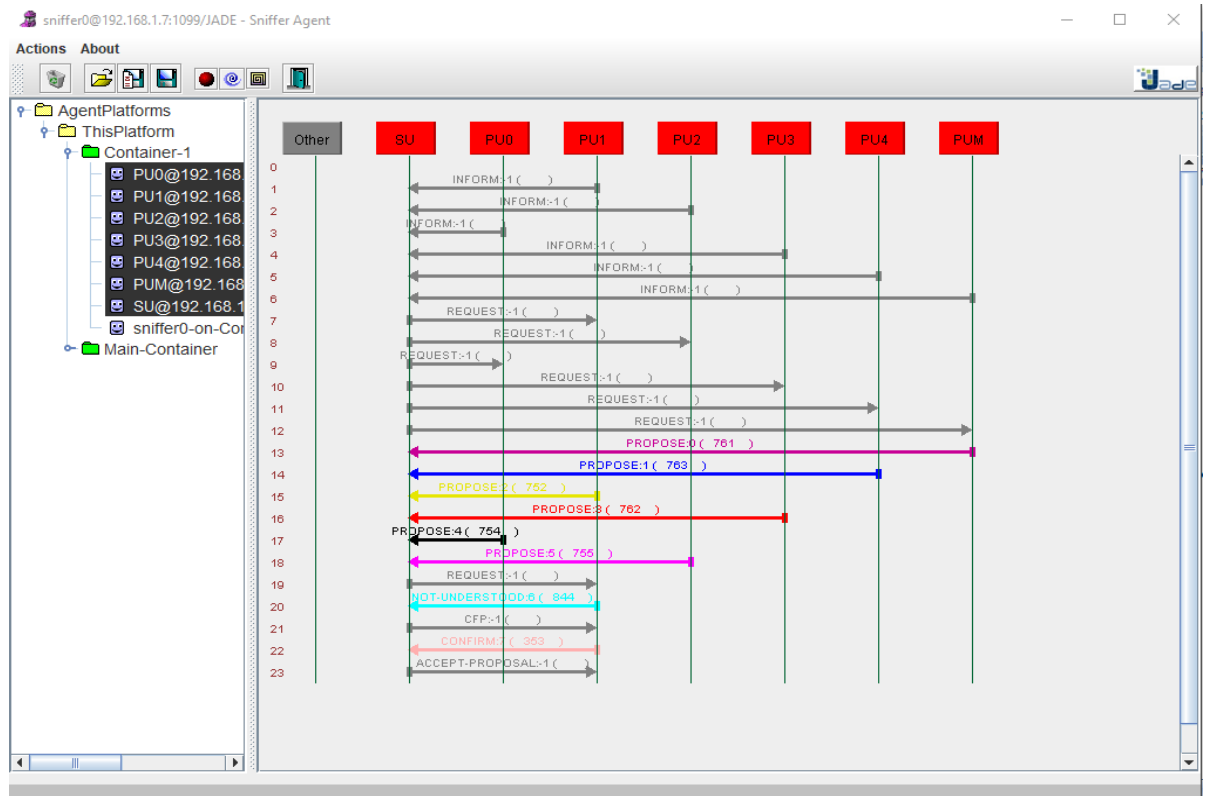 sniffer0@192.168.1.7:1099/JADE - Sniffer Agent
Actions About
Jade
AgentPlatforms
ThisPlatform
Container-1
PU0@192.168.
PU1@192.168.
PU2@192.168.
PU3@192.168.
PU4@192.168
PUM@192.168
SU@192.168.1
sniffer0-on-Con
Main-Container
Other SU PU0 PU1 PU2 PU3 PU4 PUM
0
INFORM:-1 ( )
1
INFORM:-1 ( )
2
INFORM:-1 ( )
3
INFORM:-1 ( )
4
INFORM:-1 ( )
5
INFORM:-1 ( )
6
REQUEST:-1 ( )
7
REQUEST:-1 ( )
8
REQUEST:-1 ( )
9
REQUEST:-1 ( )
10
REQUEST:-1 ( )
11
REQUEST:-1 ( )
12
PROPOSE:0 ( 761 )
13
PROPOSE:1 ( 763 )
14
PROPOSE:2 ( 752 )
15
PROPOSE:3 ( 762 )
16
PROPOSE:4 ( 754 )
17
PROPOSE:5 ( 755 )
18
REQUEST:-1 ( )
19
NOT-UNDERSTOOD:6 ( 844 )
20
CFP:-1 ( )
21
CONFIRM:7 ( 353 )
22
ACCEPT-PROPOSAL:-1 ( )
23